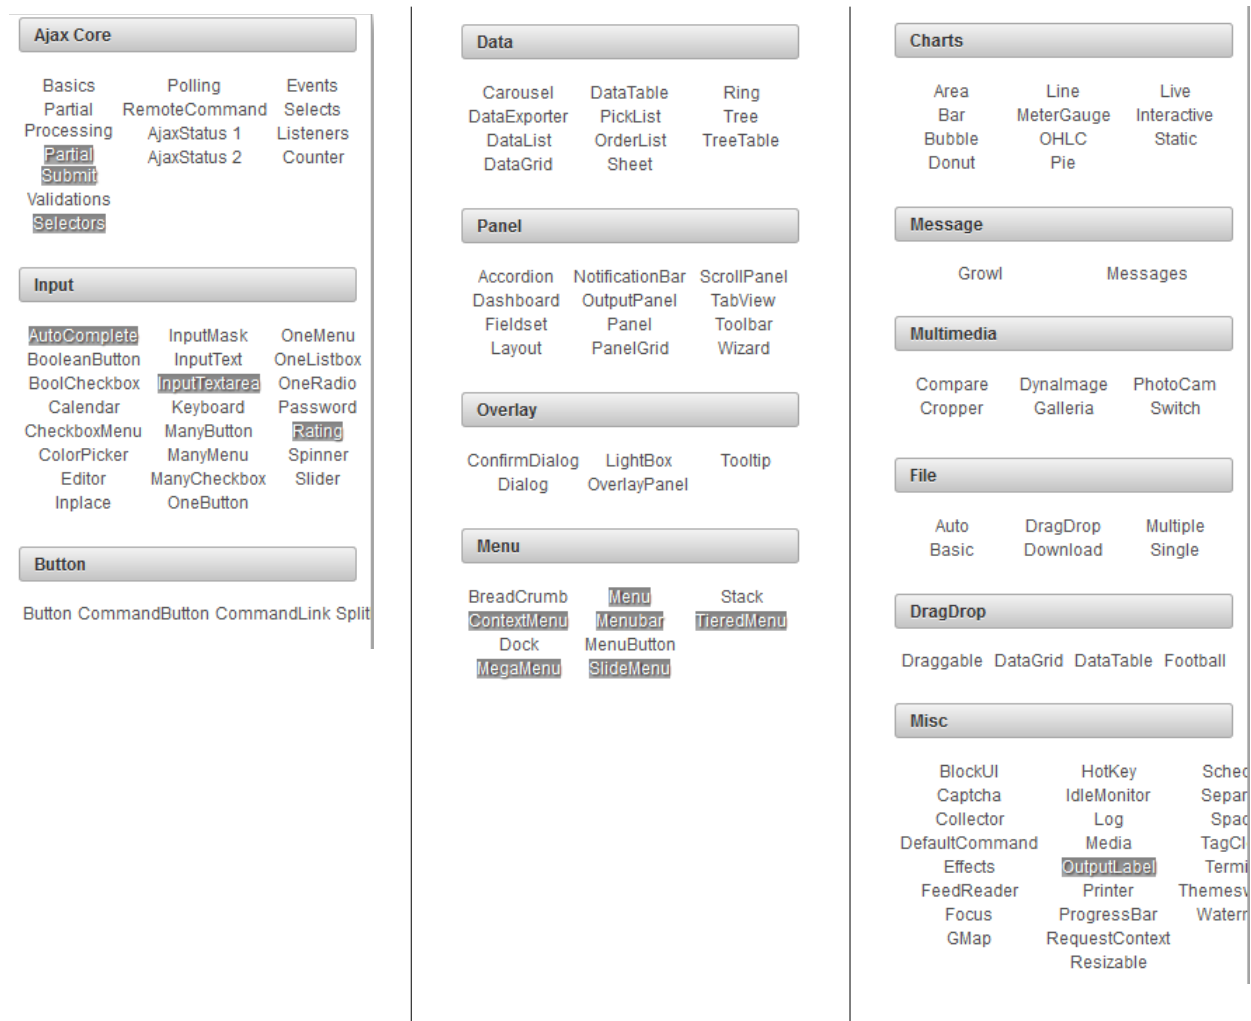 Ajax Core
Basics Polling Events
Partial RemoteCommand Selects
Processing AjaxStatus 1 Listeners
Partial AjaxStatus 2 Counter
Submit
Validations
Selectors
Input
AutoComplete InputMask OneMenu
BooleanButton InputText OneListbox
BoolCheckbox InputTextarea OneRadio
Calendar Keyboard Password
CheckboxMenu ManyButton Rating
ColorPicker ManyMenu Spinner
Editor ManyCheckbox Slider
Inplace OneButton
Button
Button CommandButton CommandLink Split
Data
Carousel DataTable Ring
DataExporter PickList Tree
DataList OrderList TreeTable
DataGrid Sheet
Panel
Accordion NotificationBar ScrollPanel
Dashboard OutputPanel TabView
Fieldset Panel Toolbar
Layout PanelGrid Wizard
Overlay
ConfirmDialog LightBox Tooltip
Dialog OverlayPanel
Menu
BreadCrumb Menu Stack
ContextMenu Menubar TieredMenu
Dock MenuButton
MegaMenu SlideMenu
Charts
Area Line Live
Bar MeterGauge Interactive
Bubble OHLC Static
Donut Pie
Message
Growl Messages
Multimedia
Compare DynaImage PhotoCam
Cropper Galleria Switch
File
Auto DragDrop Multiple
Basic Download Single
DragDrop
Draggable DataGrid DataTable Football
Misc
BlockUI HotKey Sched
Captcha IdleMonitor Separ
Collector Log Spac
DefaultCommand Media TagCl
Effects OutputLabel Termi
FeedReader Printer Themesv
Focus ProgressBar Waterr
GMap RequestContext
Resizable